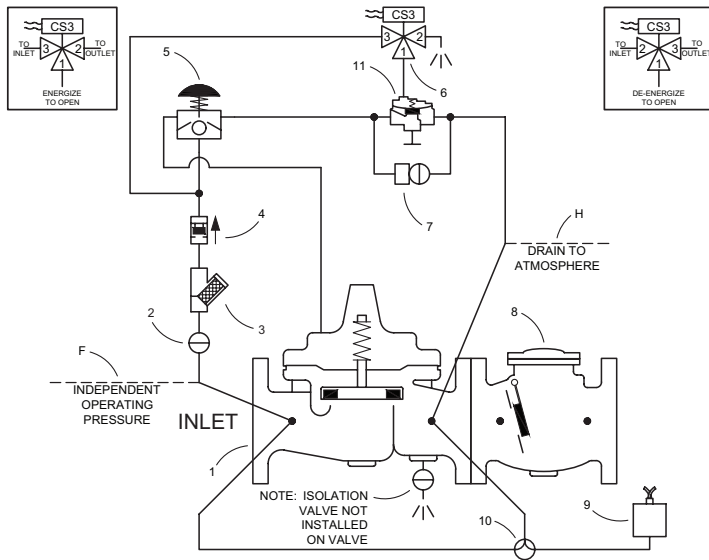 CS3
TO
INLET
3
2
TO
OUTLET
1
ENERGIZE
TO OPEN
CS3
3
2
1
6
CS3
TO
INLET
2
3
TO
OUTLET
1
DE-ENERGIZE
TO OPEN
5
11
7
4
H
DRAIN TO
ATMOSPHERE
2
3
8
F
INDEPENDENT
OPERATING
PRESSURE
INLET
1
NOTE: ISOLATION
VALVE NOT
INSTALLED
ON VALVE
10
9